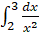 ∫₂³ dx/x²